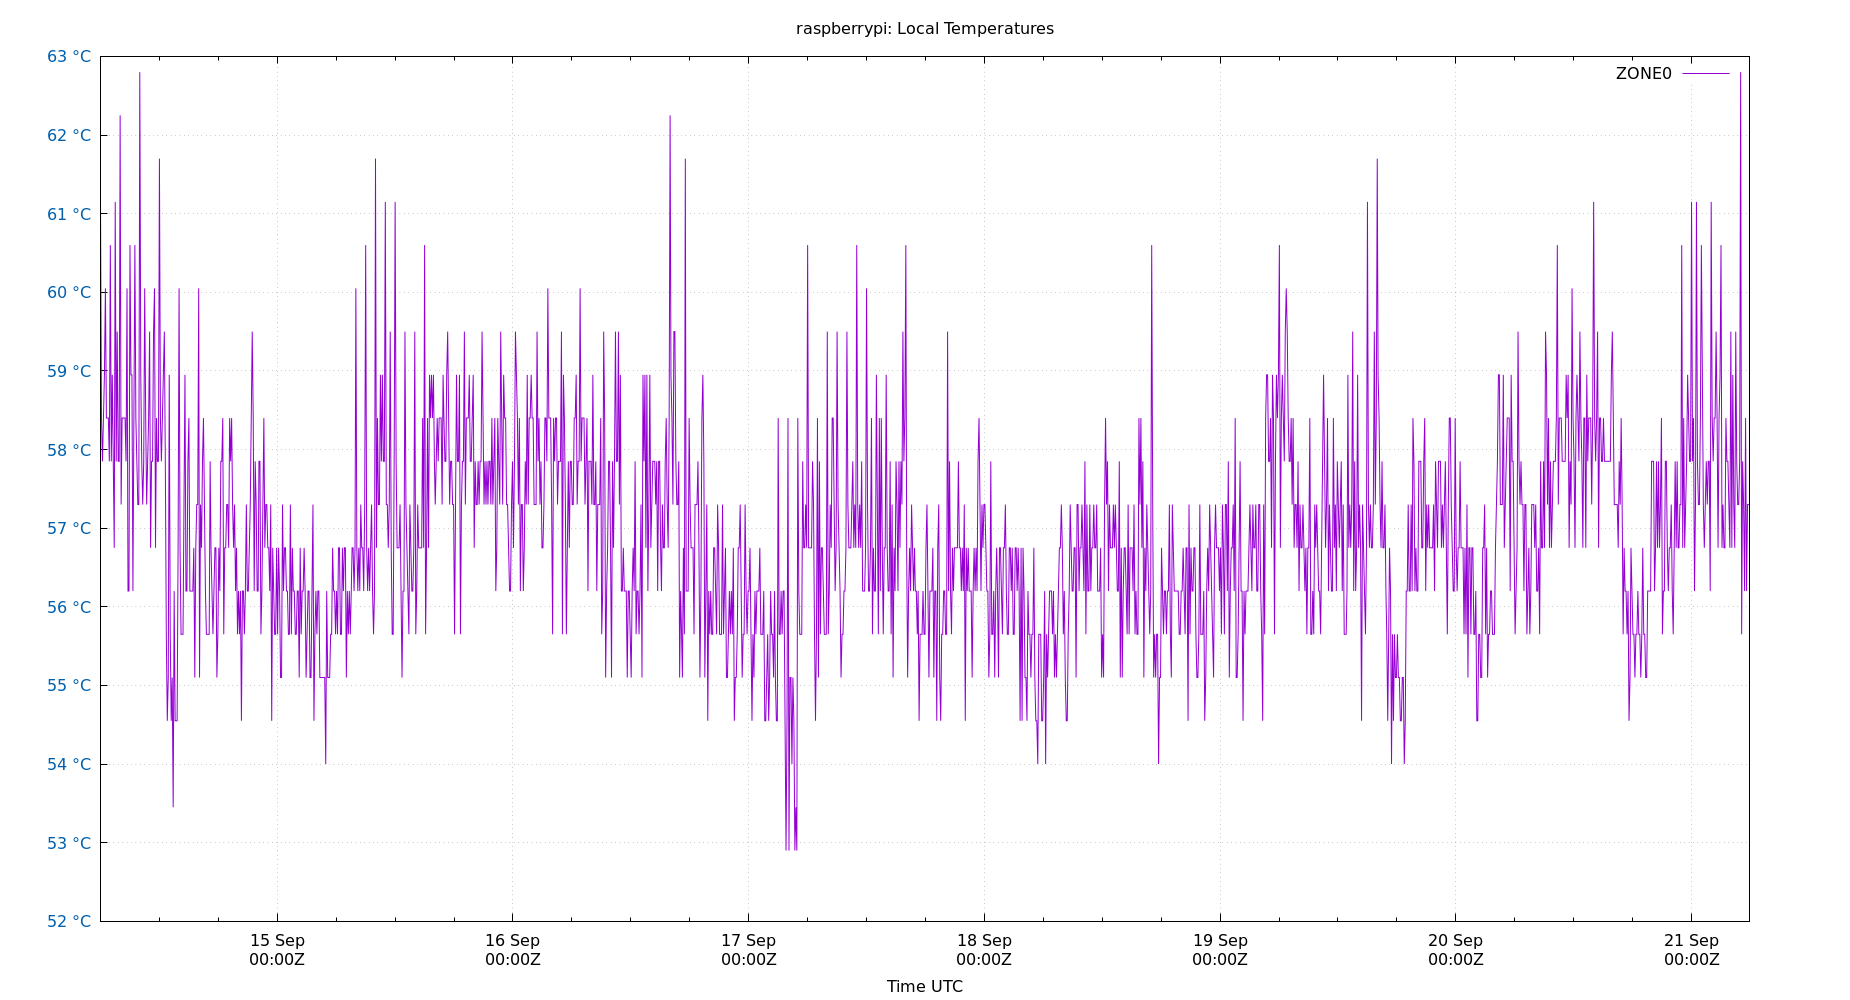 raspberrypi: Local Temperatures
63 °C
ZONE0
62 °C
61 °C
60 °C
59 °C
58 °C
57 °C
56 °C
55 °C
54 °C
53 °C
52 °C
15 Sep 16 Sep 17 Sep 18 Sep 19 Sep 20 Sep 21 Sep
00:00Z 00:00Z 00:00Z 00:00Z 00:00Z 00:00Z 00:00Z
Time UTC